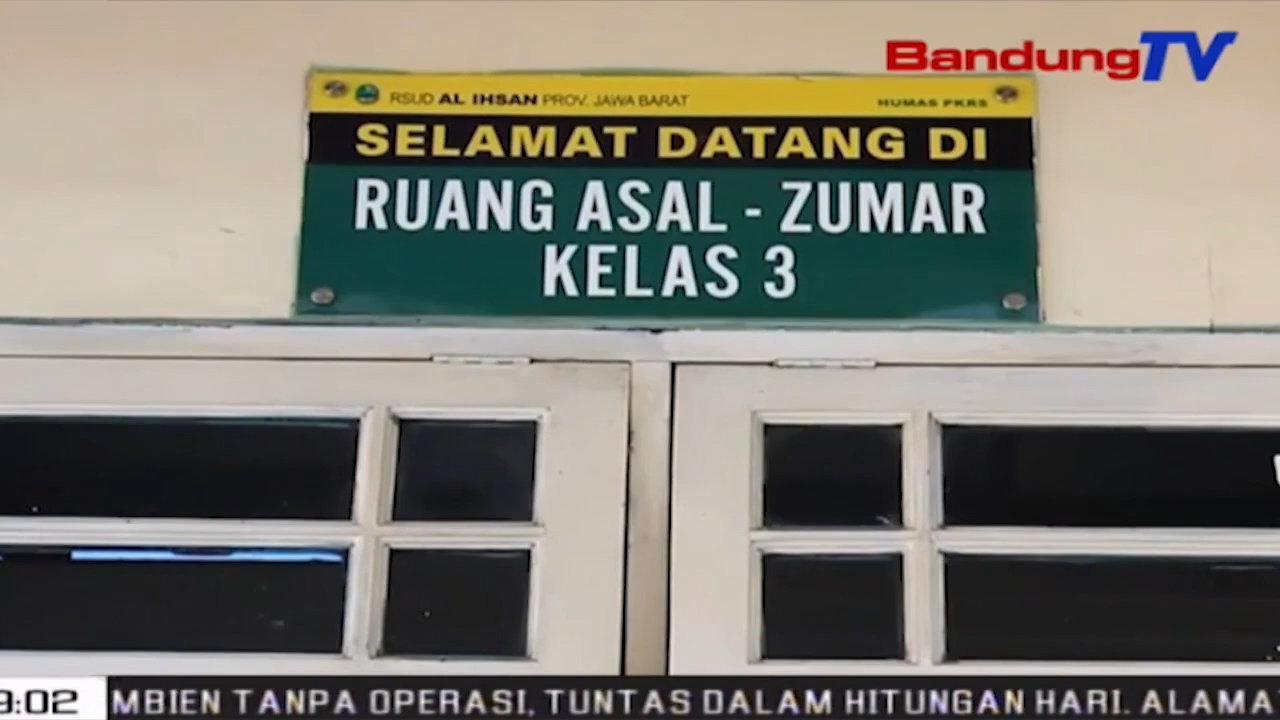 BandungTV
RSUD AL IHSAN PROV. JAWA BARAT
HUMAS PKRS
SELAMAT DATANG DI
RUANG ASAL - ZUMAR
KELAS 3
9:02
MBIEN TANPA OPERASI, TUNTAS DALAM HITUNGAN HARI. ALAMA